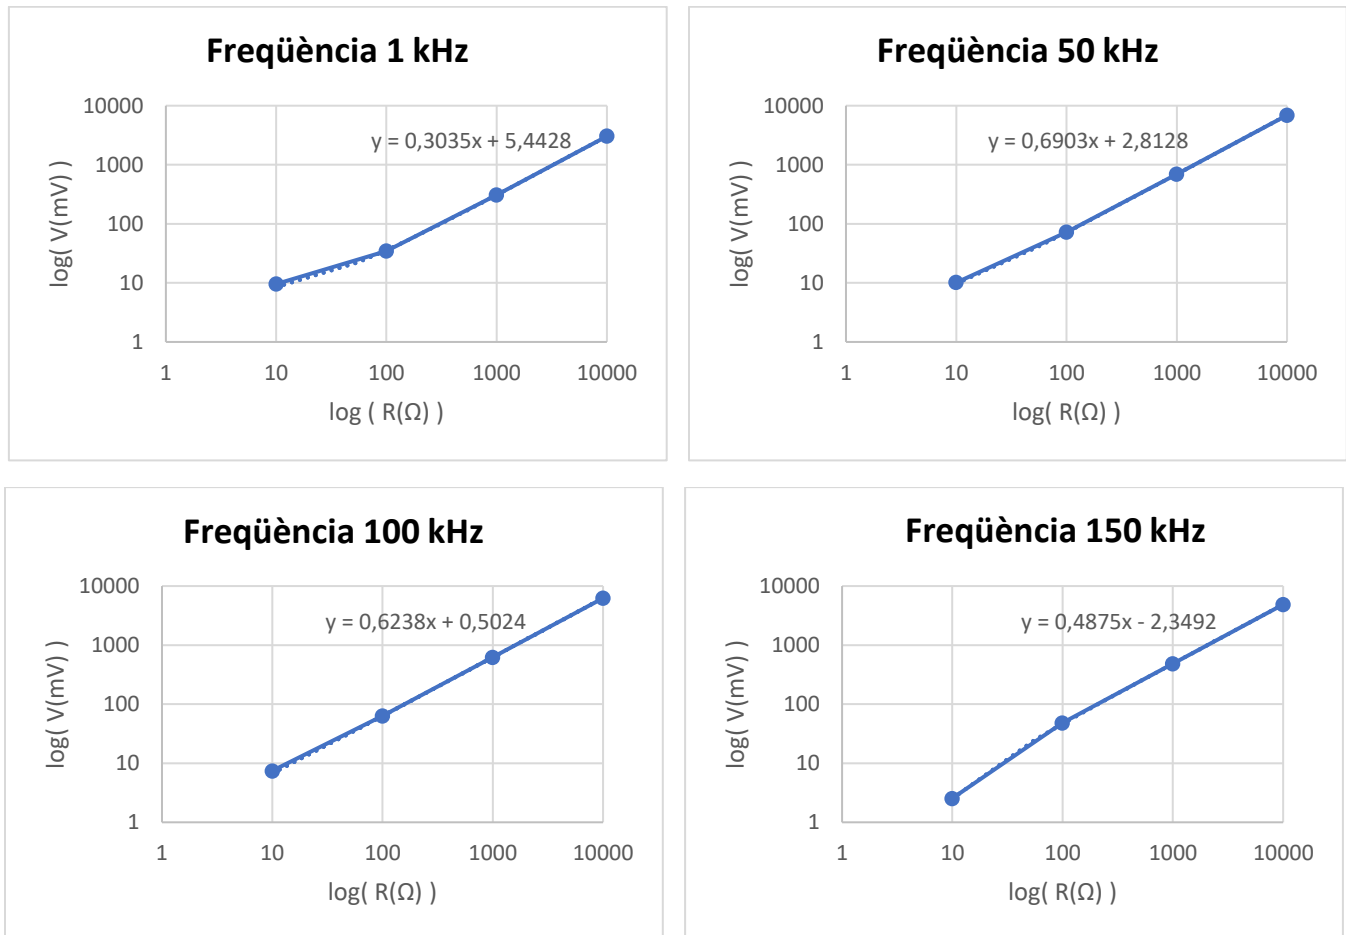 Freqüència 1 kHz
10000
1000
100
10
1
y = 0,3035x + 5,4428
log( V(mV) )
1 10 100 1000 10000
log ( R(Ω) )
Freqüència 50 kHz
10000
1000
100
10
1
y = 0,6903x + 2,8128
log( V(mV) )
1 10 100 1000 10000
log( R(Ω) )
Freqüència 100 kHz
10000
1000
100
10
1
y = 0,6238x + 0,5024
log( V(mV) )
1 10 100 1000 10000
log( R(Ω) )
Freqüència 150 kHz
10000
1000
100
10
1
y = 0,4875x - 2,3492
log( V(mV) )
1 10 100 1000 10000
log( R(Ω) )